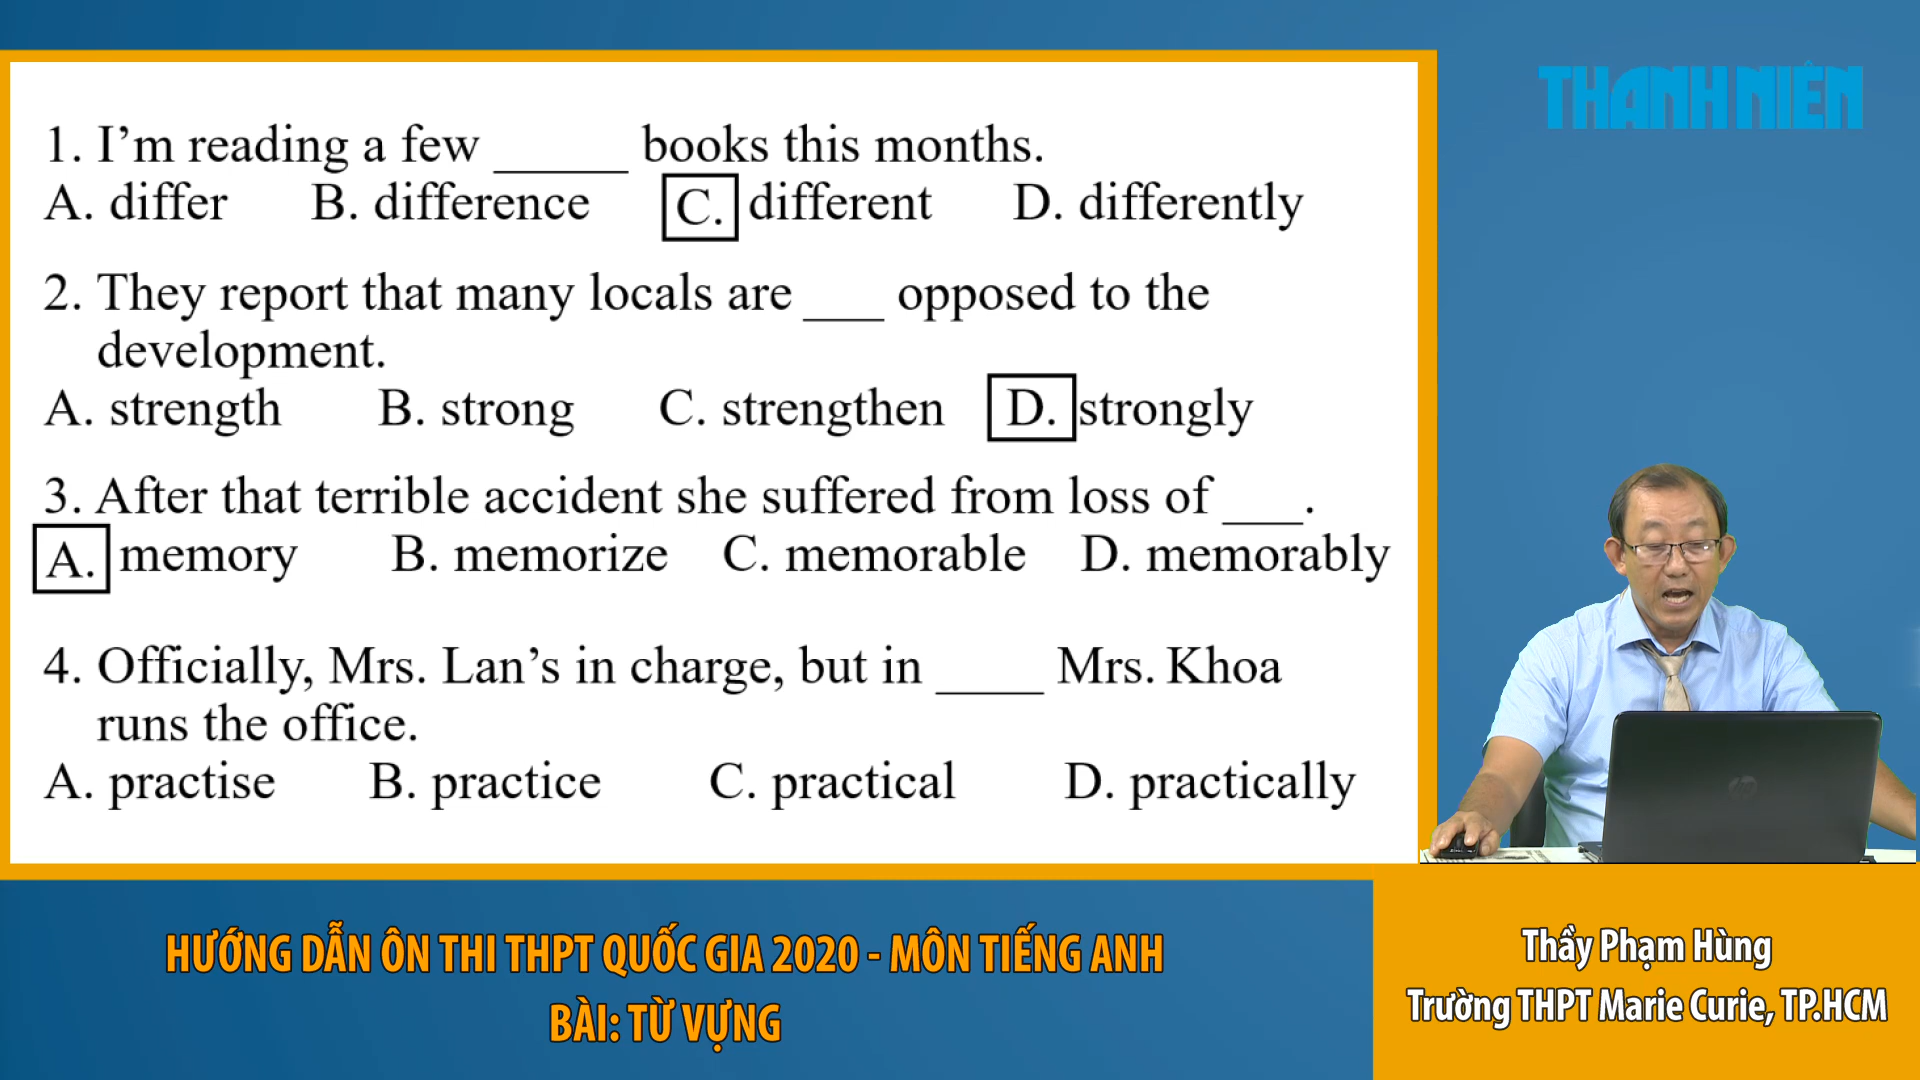 THANH NIÊN
1. I’m reading a few _____ books this months.
A. differ B. difference C. different D. differently
2. They report that many locals are ___ opposed to the
development.
A. strength B. strong C. strengthen D. strongly
3. After that terrible accident she suffered from loss of ___.
A. memory B. memorize C. memorable D. memorably
4. Officially, Mrs. Lan’s in charge, but in ____ Mrs. Khoa
runs the office.
A. practise B. practice C. practical D. practically
HƯỚNG DẪN ÔN THI THPT QUỐC GIA 2020 - MÔN TIẾNG ANH
BÀI: TỪ VỰNG
Thầy Phạm Hùng
Trường THPT Marie Curie, TP.HCM
hp